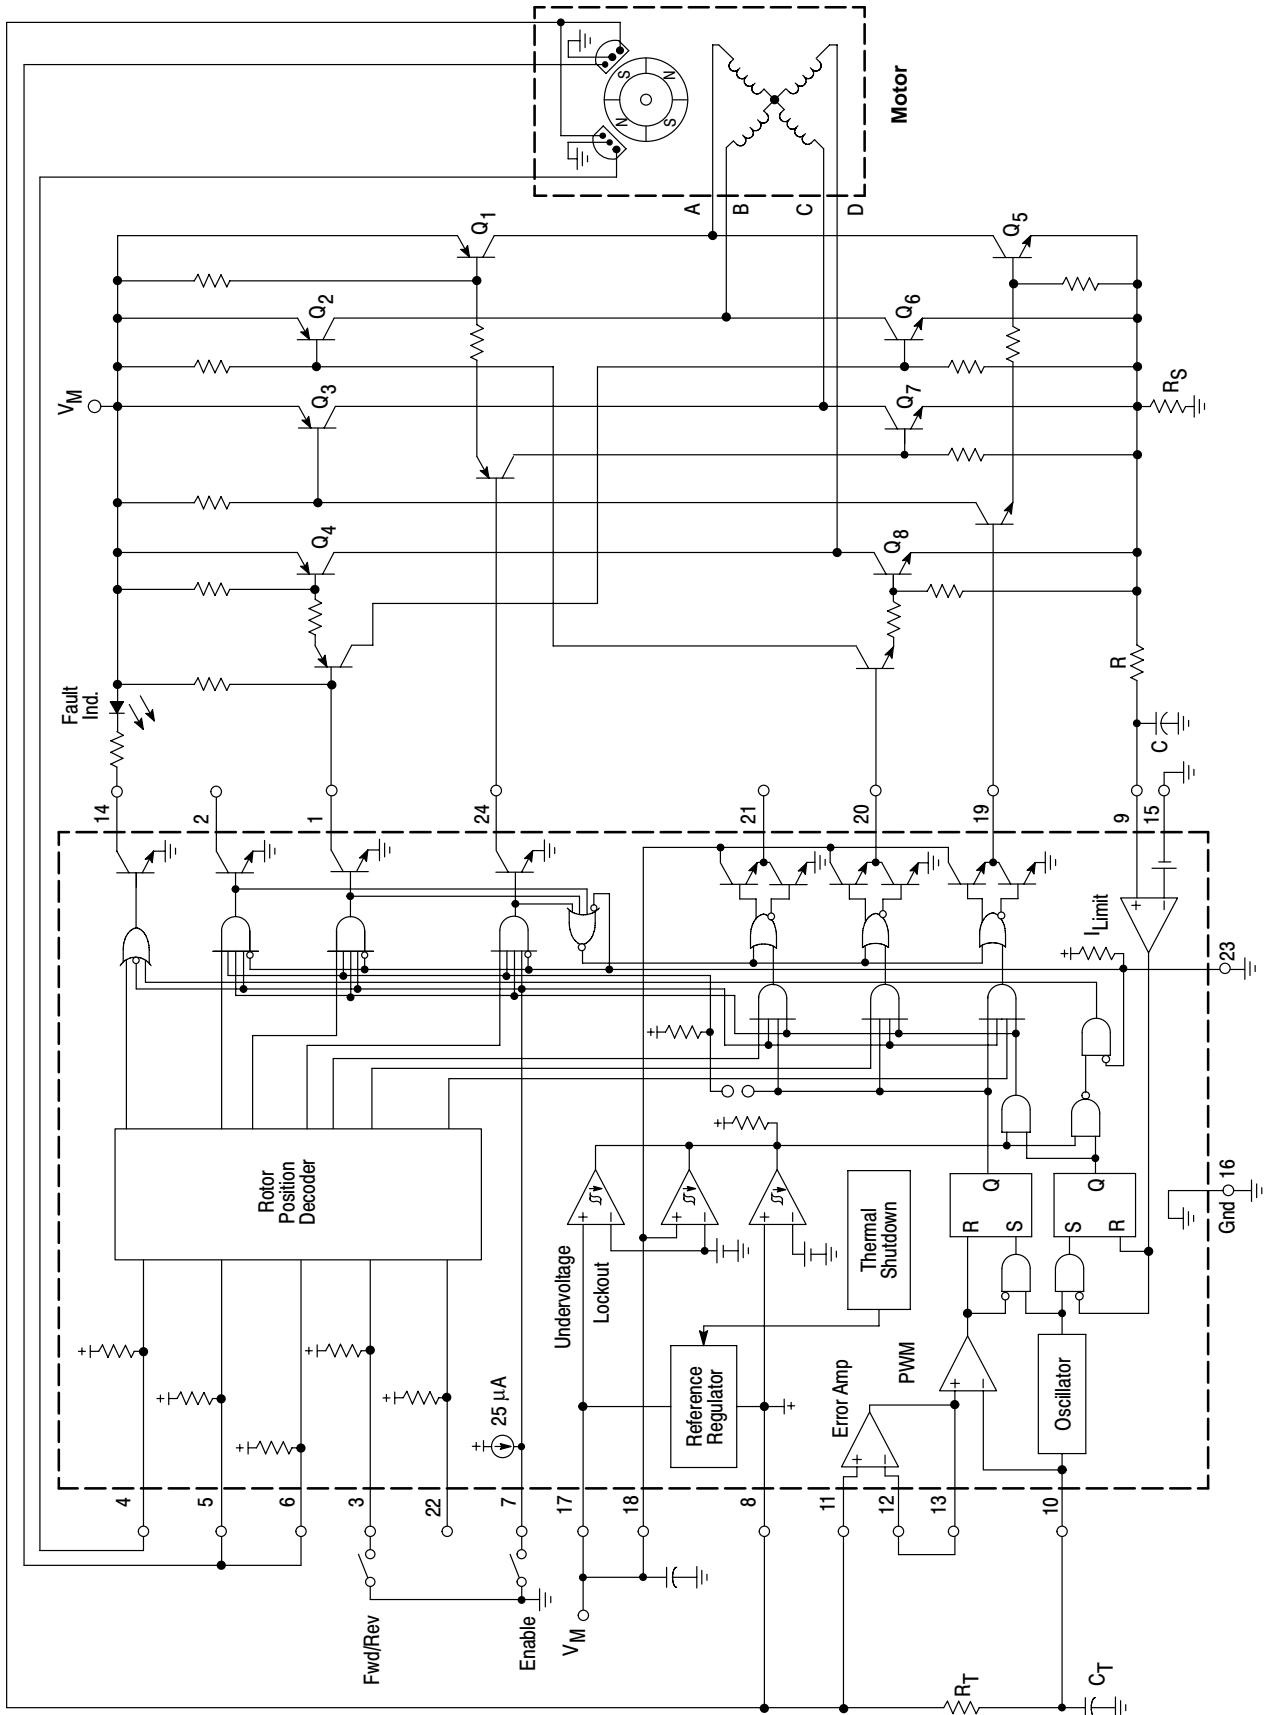 Motor
S
N
N
S
A
B
C
D
Q1
Q2
Q3
Q4
Q5
Q6
Q7
Q8
VM
RS
R
C
Fault
Ind.
14
2
1
24
21
20
19
9
15
ILimit
+
-
+
23
+
Rotor
Position
Decoder
+
+
+
+
+
+
25 µA
+
Undervoltage
Lockout
+
-
+
-
+
-
Thermal
Shutdown
Reference
Regulator
+
R
Q
S
S
Q
R
Gnd 16
PWM
+
-
Error Amp
+
-
Oscillator
4
5
6
3
22
7
17
18
8
11
12
13
10
Fwd/Rev
Enable
VM
RT
CT